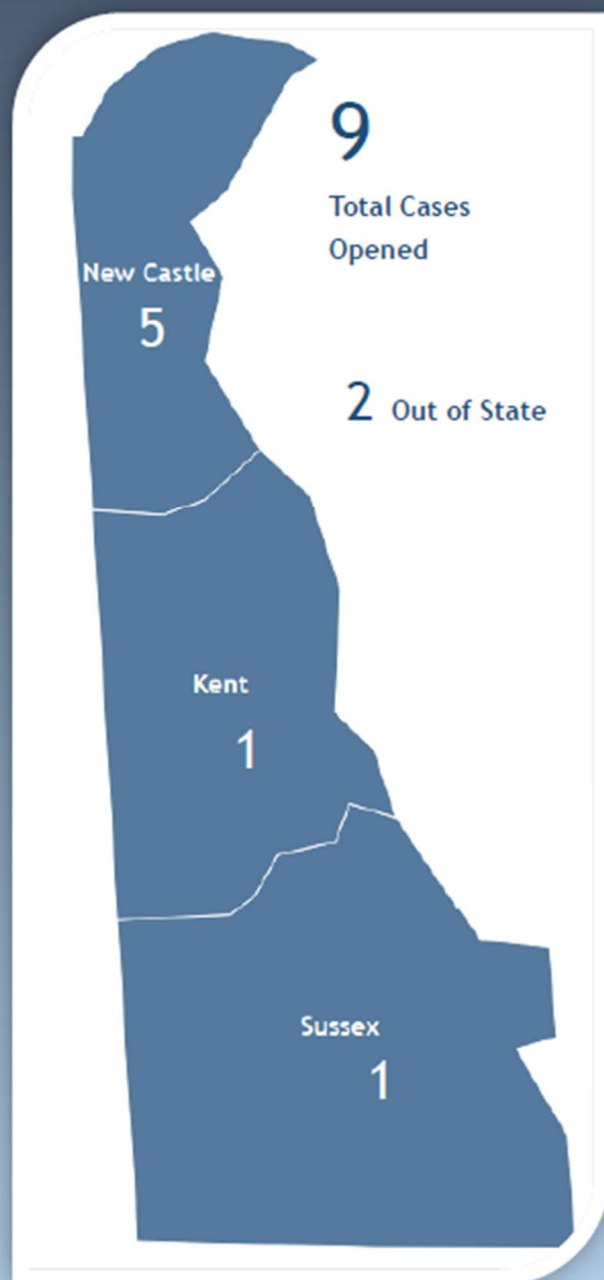 9
Total Cases
Opened
New Castle
5
2 Out of State
Kent
1
Sussex
1